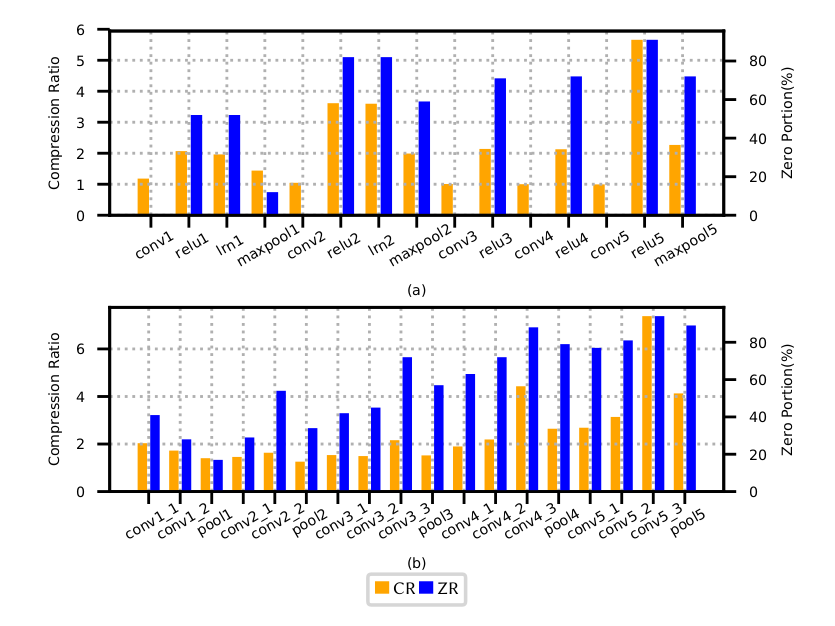 Compression Ratio
6
5
4
3
2
1
0
Zero Portion(%)
80
60
40
20
0
conv1 relu1 lrn1 maxpool1 conv2 relu2 lrn2 maxpool2 conv3 relu3 conv4 relu4 conv5 relu5 maxpool5
(a)
Compression Ratio
6
4
2
0
Zero Portion(%)
80
60
40
20
0
conv1_1 conv1_2 pool1 conv2_1 conv2_2 pool2 conv3_1 conv3_2 conv3_3 pool3 conv4_1 conv4_2 conv4_3 pool4 conv5_1 conv5_2 conv5_3 pool5
(b)
CR ZR